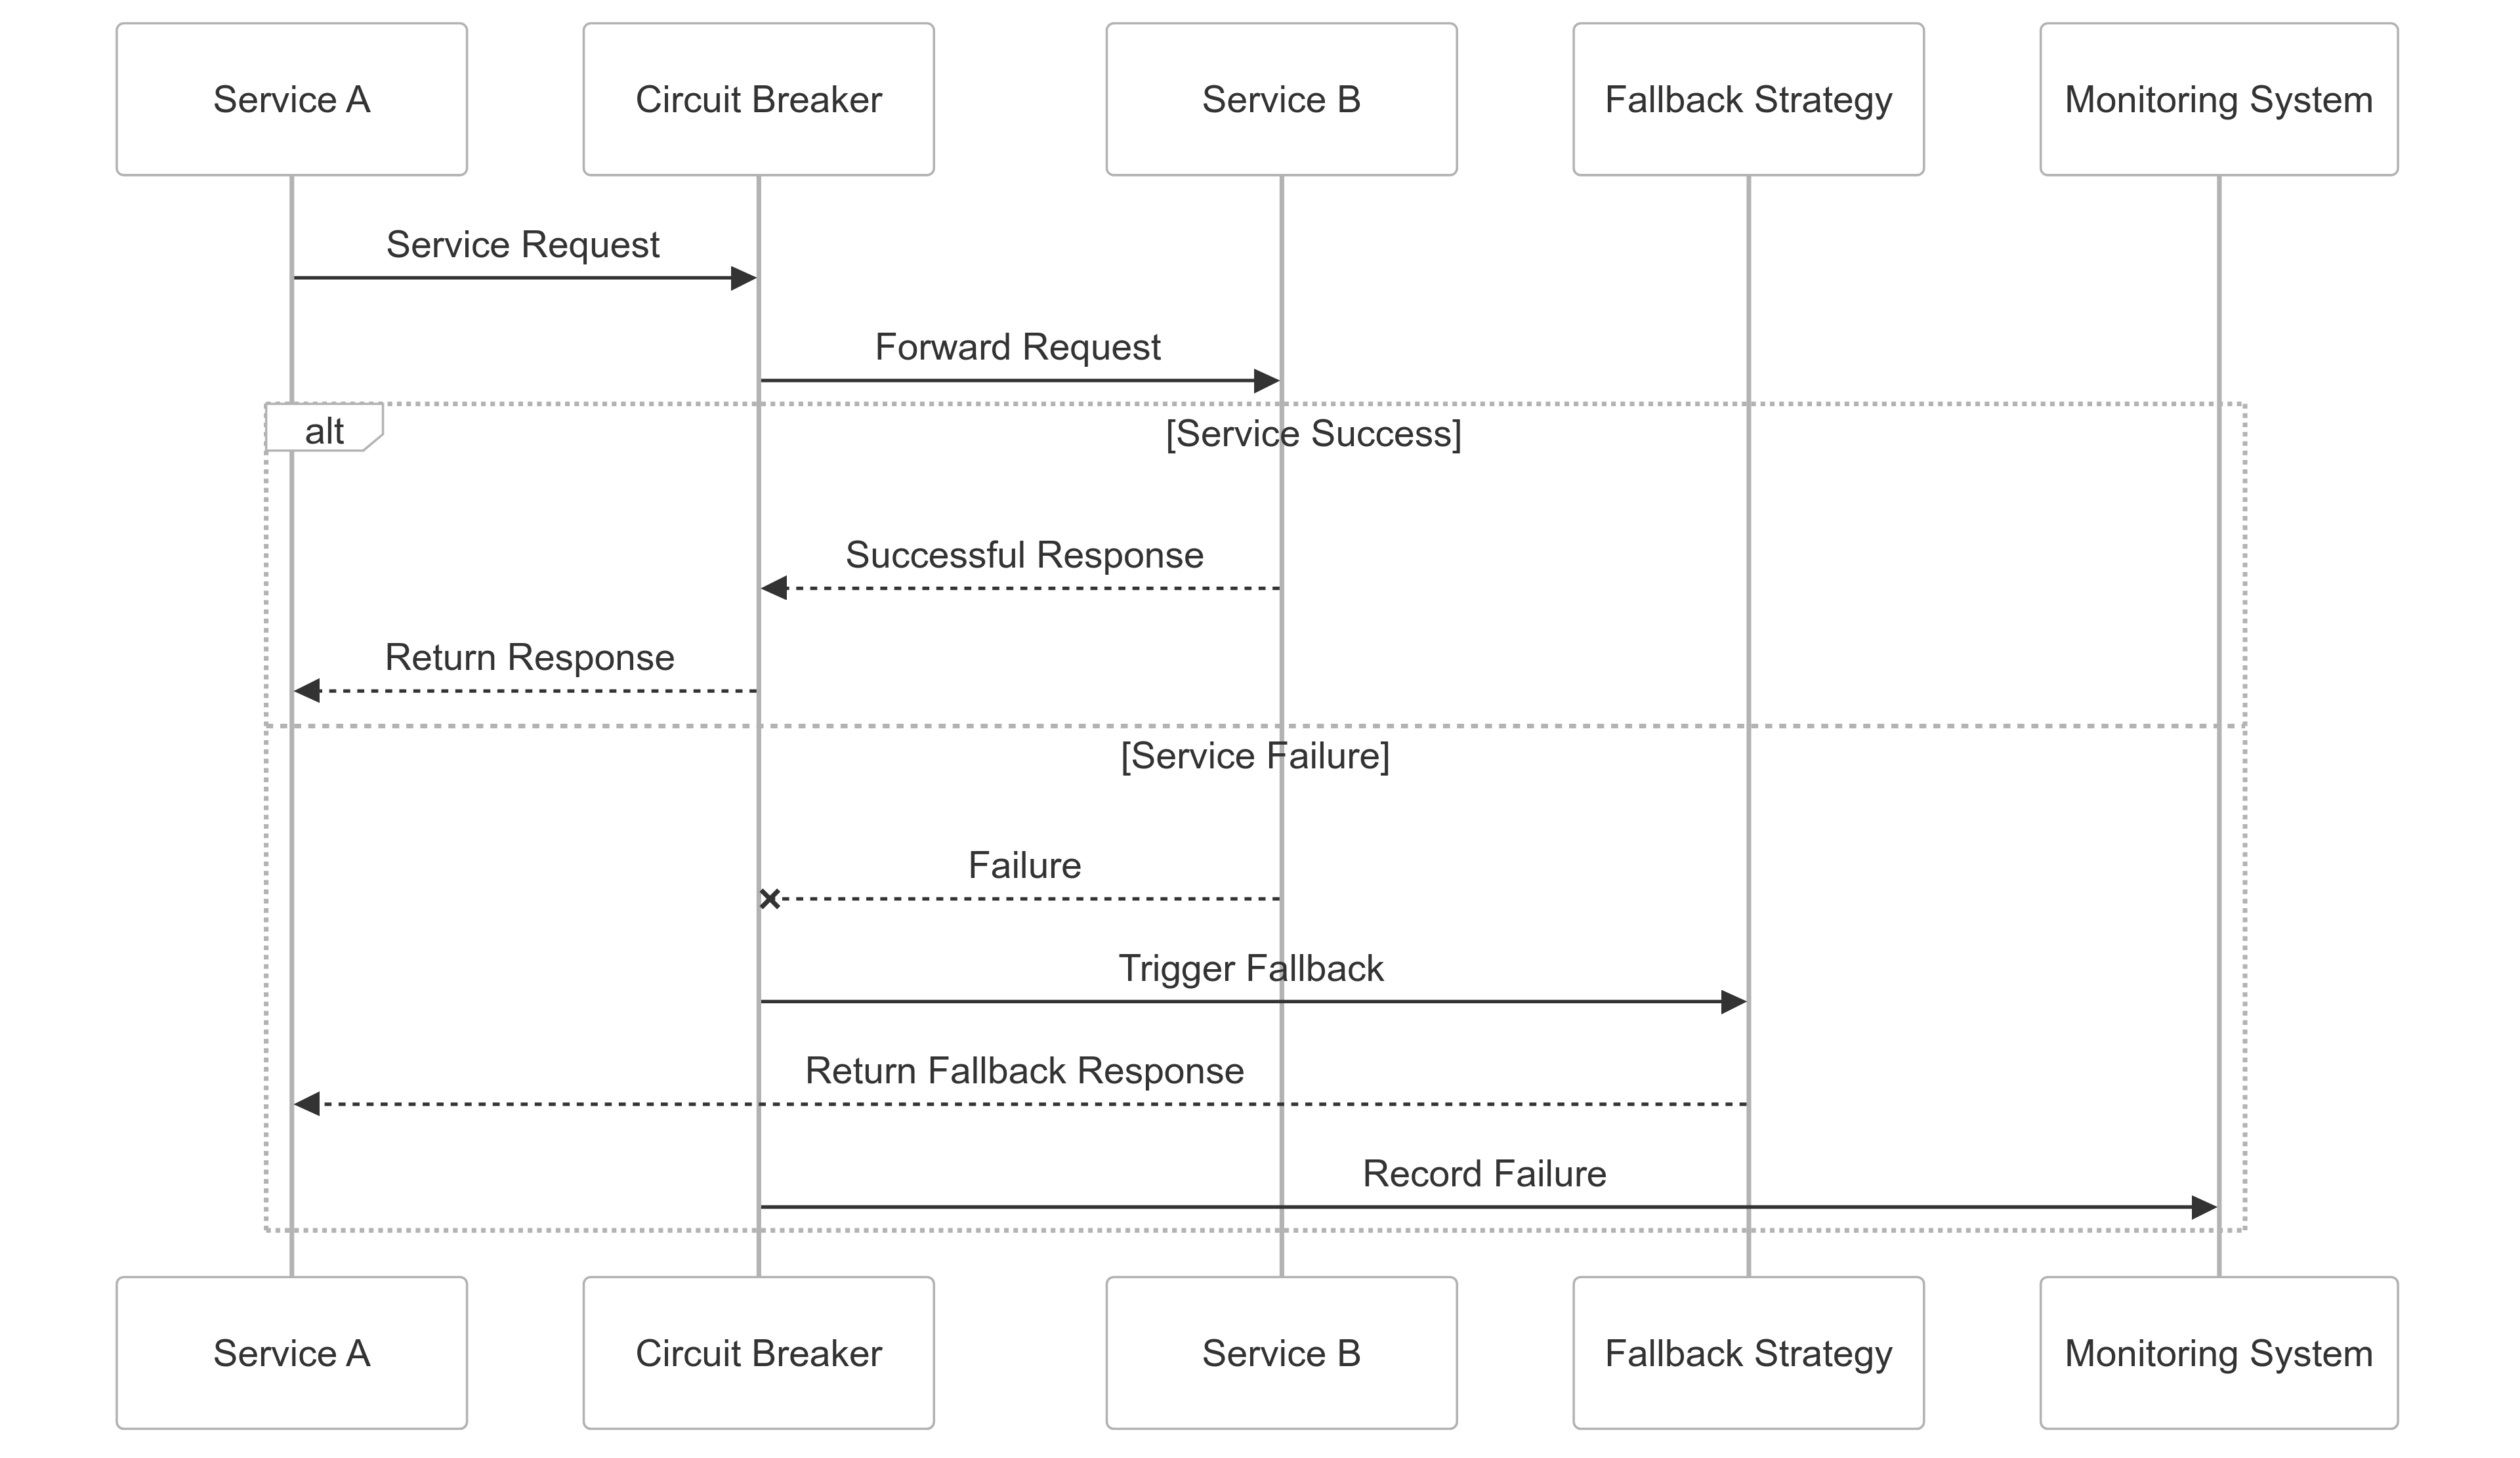 Service A
Circuit Breaker
Service B
Fallback Strategy
Monitoring System
Service Request
Forward Request
alt
[Service Success]
Successful Response
Return Response
[Service Failure]
Failure
Trigger Fallback
Return Fallback Response
Record Failure
Service A
Circuit Breaker
Service B
Fallback Strategy
Monitoring System